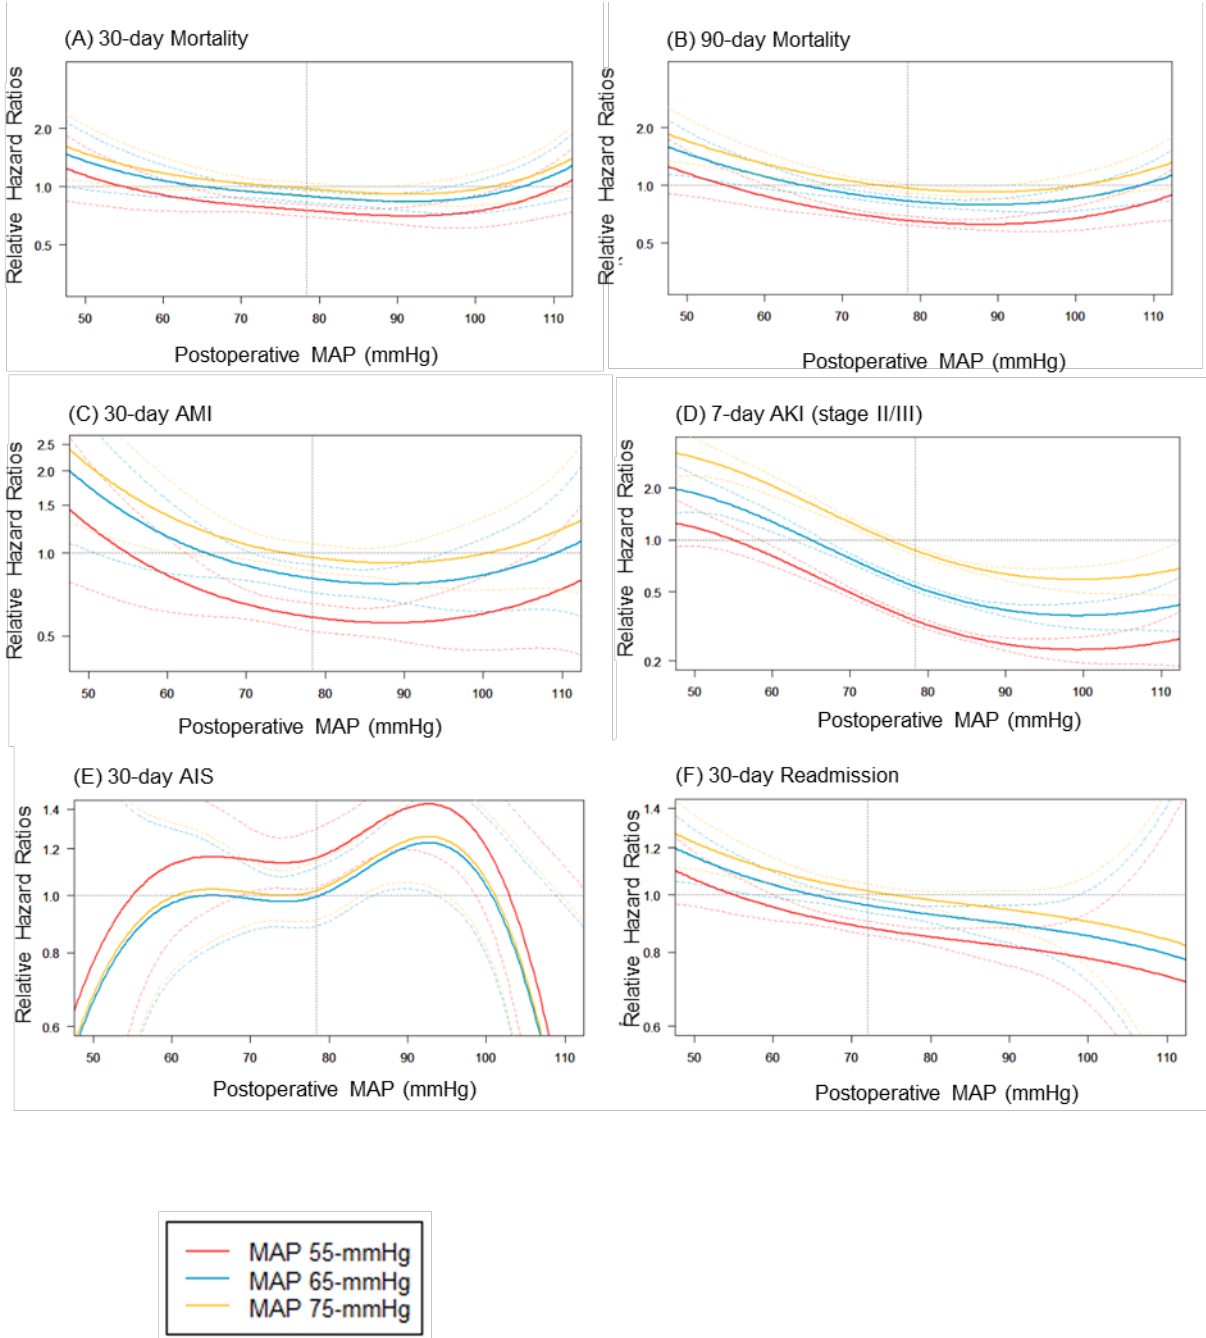 (A) 30-day Mortality
Relative Hazard Ratios
2.0
1.0
0.5
50 60 70 80 90 100 110
Postoperative MAP (mmHg)
(B) 90-day Mortality
Relative Hazard Ratios
2.0
1.0
0.5
50 60 70 80 90 100 110
Postoperative MAP (mmHg)
(C) 30-day AMI
Relative Hazard Ratios
2.5
2.0
1.5
1.0
0.5
50 60 70 80 90 100 110
Postoperative MAP (mmHg)
(D) 7-day AKI (stage II/III)
Relative Hazard Ratios
2.0
1.0
0.5
0.2
50 60 70 80 90 100 110
Postoperative MAP (mmHg)
(E) 30-day AIS
Relative Hazard Ratios
1.4
1.2
1.0
0.8
0.6
50 60 70 80 90 100 110
Postoperative MAP (mmHg)
(F) 30-day Readmission
Relative Hazard Ratios
1.4
1.2
1.0
0.8
0.6
50 60 70 80 90 100 110
Postoperative MAP (mmHg)
MAP 55-mmHg
MAP 65-mmHg
MAP 75-mmHg